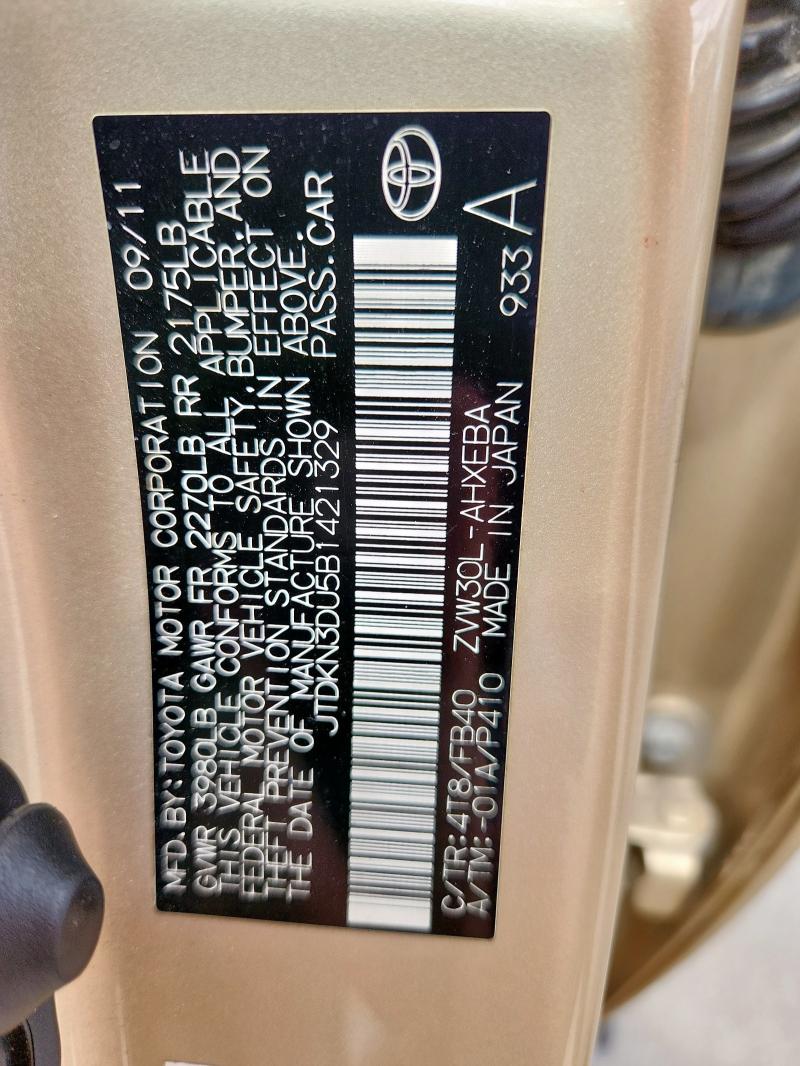 MFD. BY: TOYOTA MOTOR CORPORATION 09/11
GVWR 3980LB GAWR FR 2270LB RR 2175LB
THIS VEHICLE CONFORMS TO ALL APPLICABLE
FEDERAL MOTOR VEHICLE SAFETY, BUMPER, AND
THEFT PREVENTION STANDARDS IN EFFECT ON
THE DATE OF MANUFACTURE SHOWN ABOVE.
JTDKN3DU5B1421329 PASS. CAR
C/TR: 4T8/FB40 ZVW30L-AHXEBA
A/TM: -01A/P410 MADE IN JAPAN 933 A